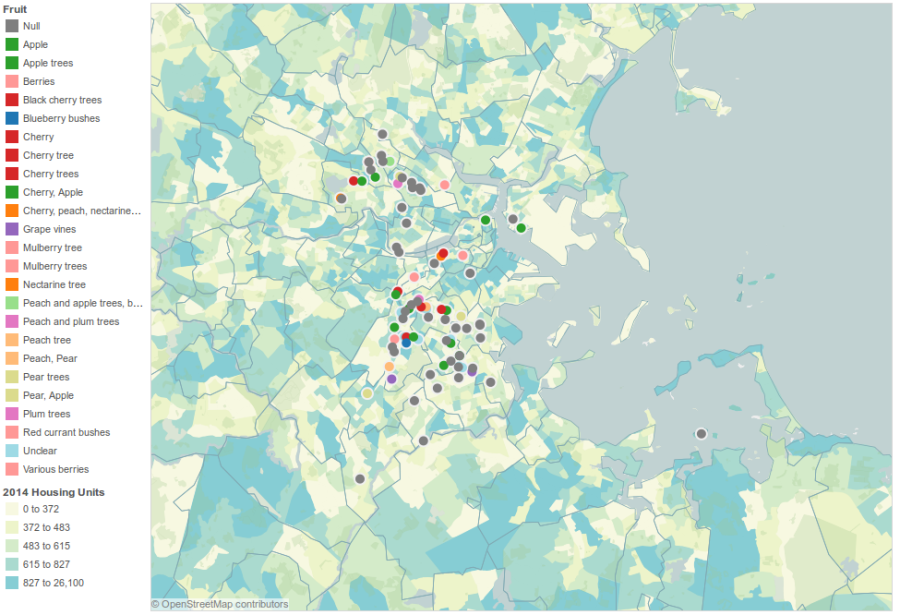 Fruit
Null
Apple
Apple trees
Berries
Black cherry trees
Blueberry bushes
Cherry
Cherry tree
Cherry trees
Cherry, Apple
Cherry, peach, nectarine...
Grape vines
Mulberry tree
Mulberry trees
Nectarine tree
Peach and apple trees, b...
Peach and plum trees
Peach tree
Peach, Pear
Pear trees
Pear, Apple
Plum trees
Red currant bushes
Unclear
Various berries
2014 Housing Units
0 to 372
372 to 483
483 to 615
615 to 827
827 to 26,100
© OpenStreetMap contributors